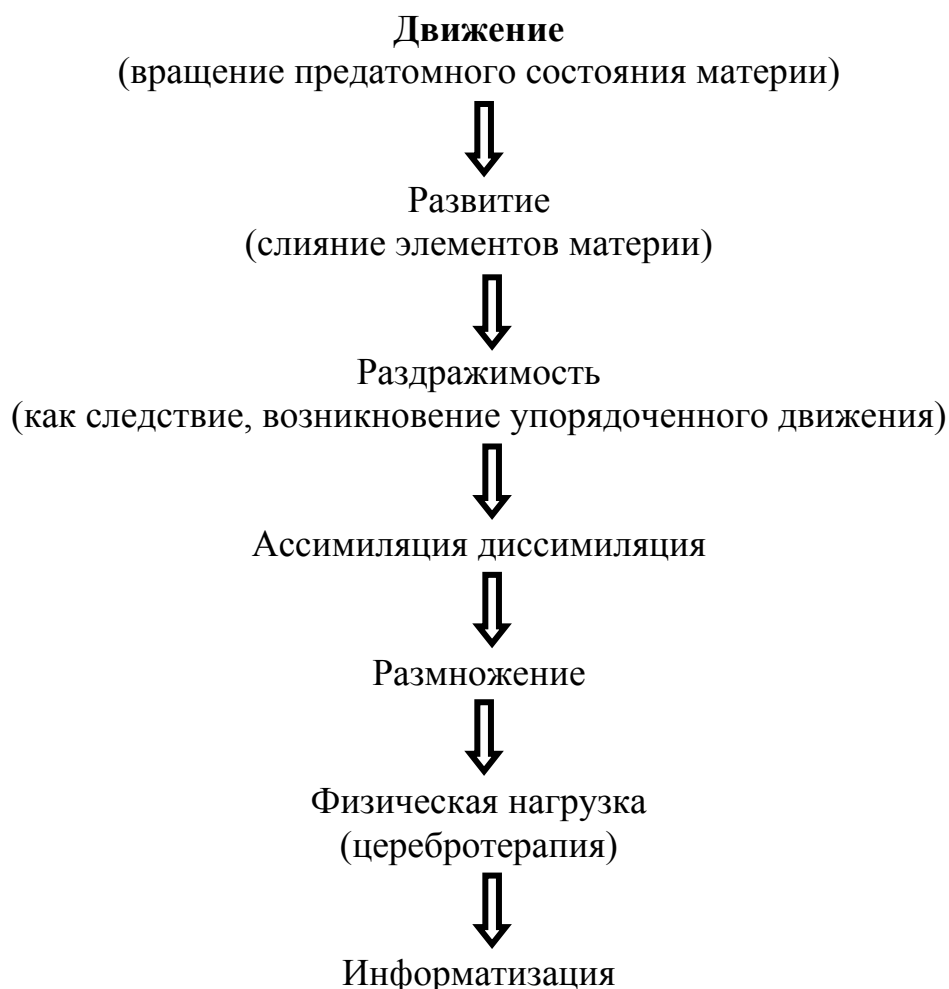 Движение
(вращение предатомного состояния материи)
Развитие
(слияние элементов материи)
Раздражимость
(как следствие, возникновение упорядоченного движения)
Ассимиляция диссимиляция
Размножение
Физическая нагрузка
(церебротерапия)
Информатизация